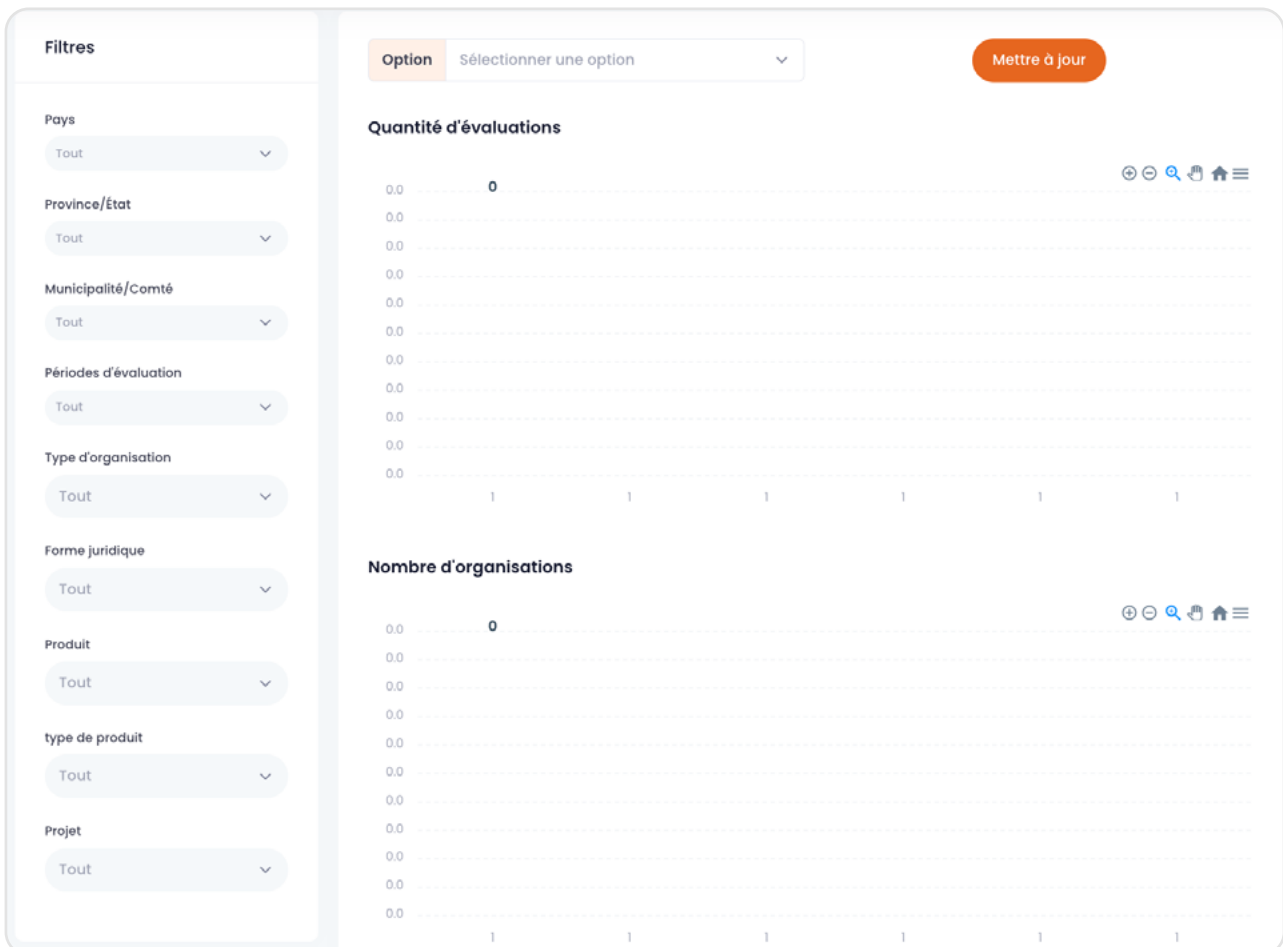 Filtres
Pays
Tout
Province/État
Tout
Municipalité/Comté
Tout
Périodes d'évaluation
Tout
Type d'organisation
Tout
Forme juridique
Tout
Produit
Tout
type de produit
Tout
Projet
Tout
Option Sélectionner une option Mettre à jour
Quantité d'évaluations
0
0.0
0.0
0.0
0.0
0.0
0.0
0.0
0.0
0.0
0.0
0.0
1 1 1 1 1 1
Nombre d'organisations
0
0.0
0.0
0.0
0.0
0.0
0.0
0.0
0.0
0.0
0.0
0.0
1 1 1 1 1 1